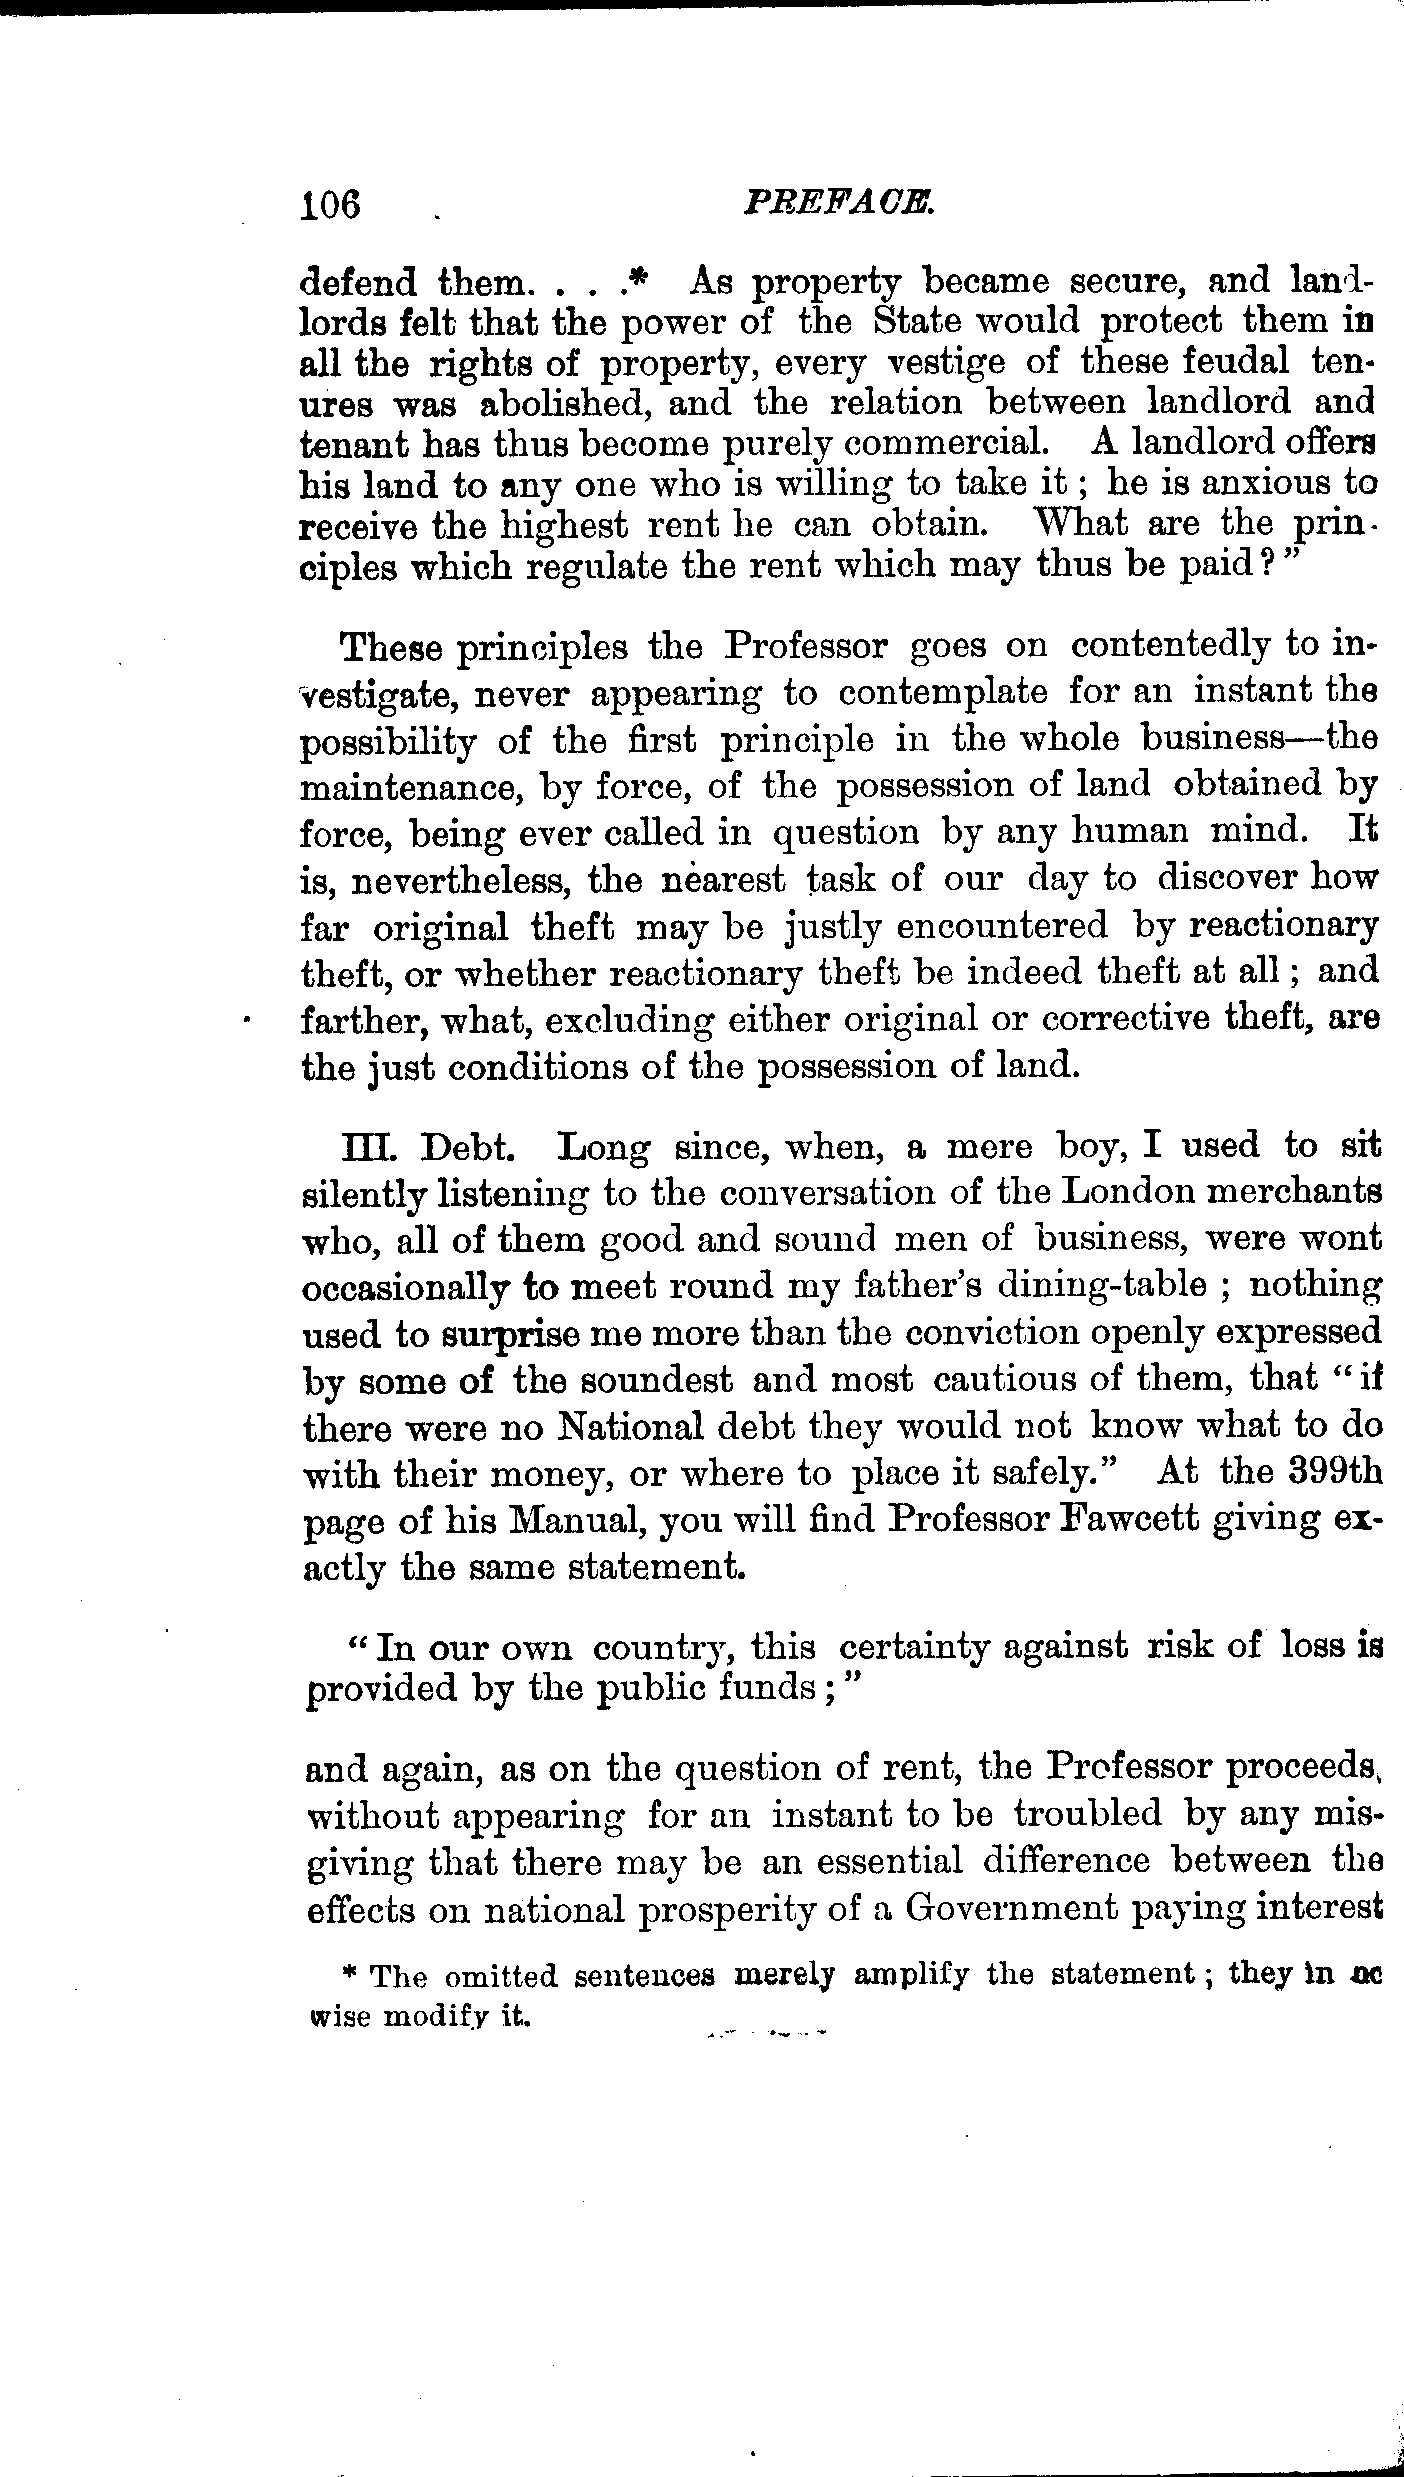 106 PREFACE.
defend them. . . .* As property became secure, and land-
lords felt that the power of the State would protect them in
all the rights of property, every vestige of these feudal ten-
ures was abolished, and the relation between landlord and
tenant has thus become purely commercial. A landlord offers
his land to any one who is willing to take it ; he is anxious to
receive the highest rent he can obtain. What are the prin-
ciples which regulate the rent which may thus be paid ? ”
These principles the Professor goes on contentedly to in-
vestigate, never appearing to contemplate for an instant the
possibility of the first principle in the whole business—the
maintenance, by force, of the possession of land obtained by
force, being ever called in question by any human mind. It
is, nevertheless, the nearest task of our day to discover how
far original theft may be justly encountered by reactionary
theft, or whether reactionary theft be indeed theft at all ; and
farther, what, excluding either original or corrective theft, are
the just conditions of the possession of land.
III. Debt. Long since, when, a mere boy, I used to sit
silently listening to the conversation of the London merchants
who, all of them good and sound men of business, were wont
occasionally to meet round my father's dining-table ; nothing
used to surprise me more than the conviction openly expressed
by some of the soundest and most cautious of them, that “ if
there were no National debt they would not know what to do
with their money, or where to place it safely.” At the 399th
page of his Manual, you will find Professor Fawcett giving ex-
actly the same statement.
“ In our own country, this certainty against risk of loss is
provided by the public funds ; ”
and again, as on the question of rent, the Professor proceeds,
without appearing for an instant to be troubled by any mis-
giving that there may be an essential difference between the
effects on national prosperity of a Government paying interest
* The omitted sentences merely amplify the statement ; they in no
wise modify it.